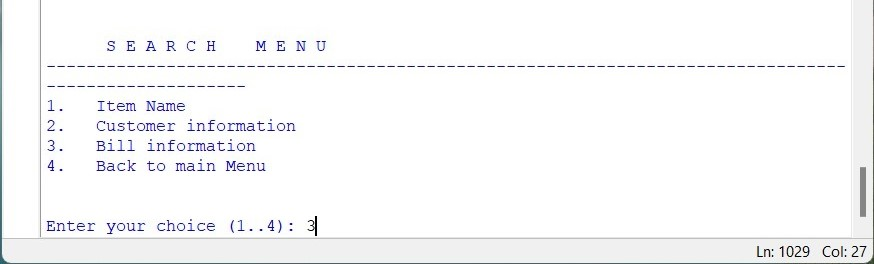 S E A R C H   M E N U
--------------------------------------------------------------------------------
--------------------
1.   Item Name
2.   Customer information
3.   Bill information
4.   Back to main Menu
Enter your choice (1..4): 3
Ln: 1029   Col: 27